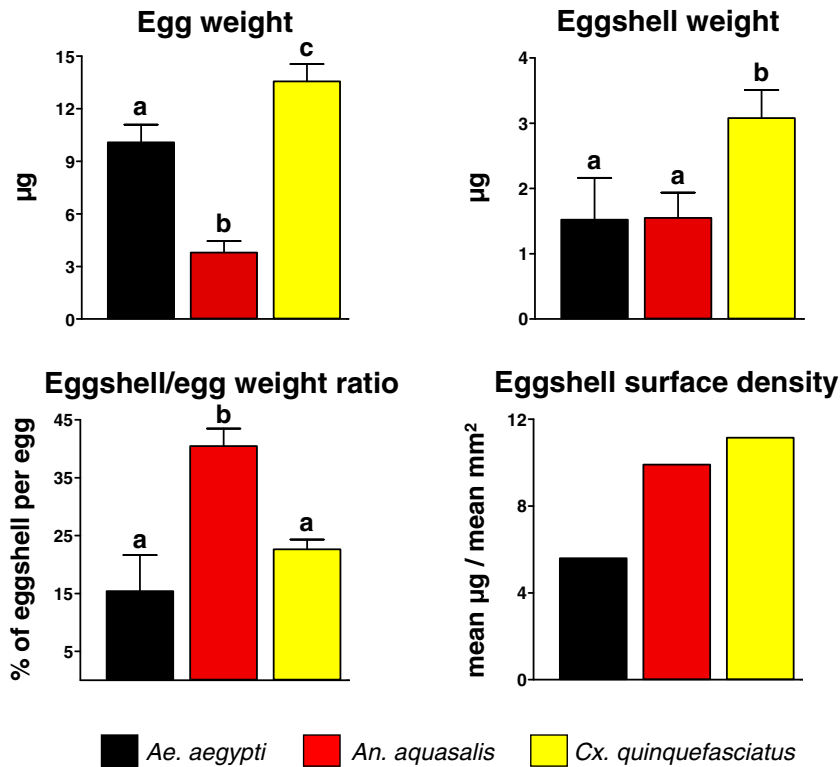 Egg weight
µg
15
12
9
6
3
0
a
b
c
Eggshell weight
µg
4
3
2
1
0
a
a
b
Eggshell/egg weight ratio
% of eggshell per egg
45
35
25
15
5
a
b
a
Eggshell surface density
mean µg / mean mm²
12
8
4
0
Ae. aegypti An. aquasalis Cx. quinquefasciatus